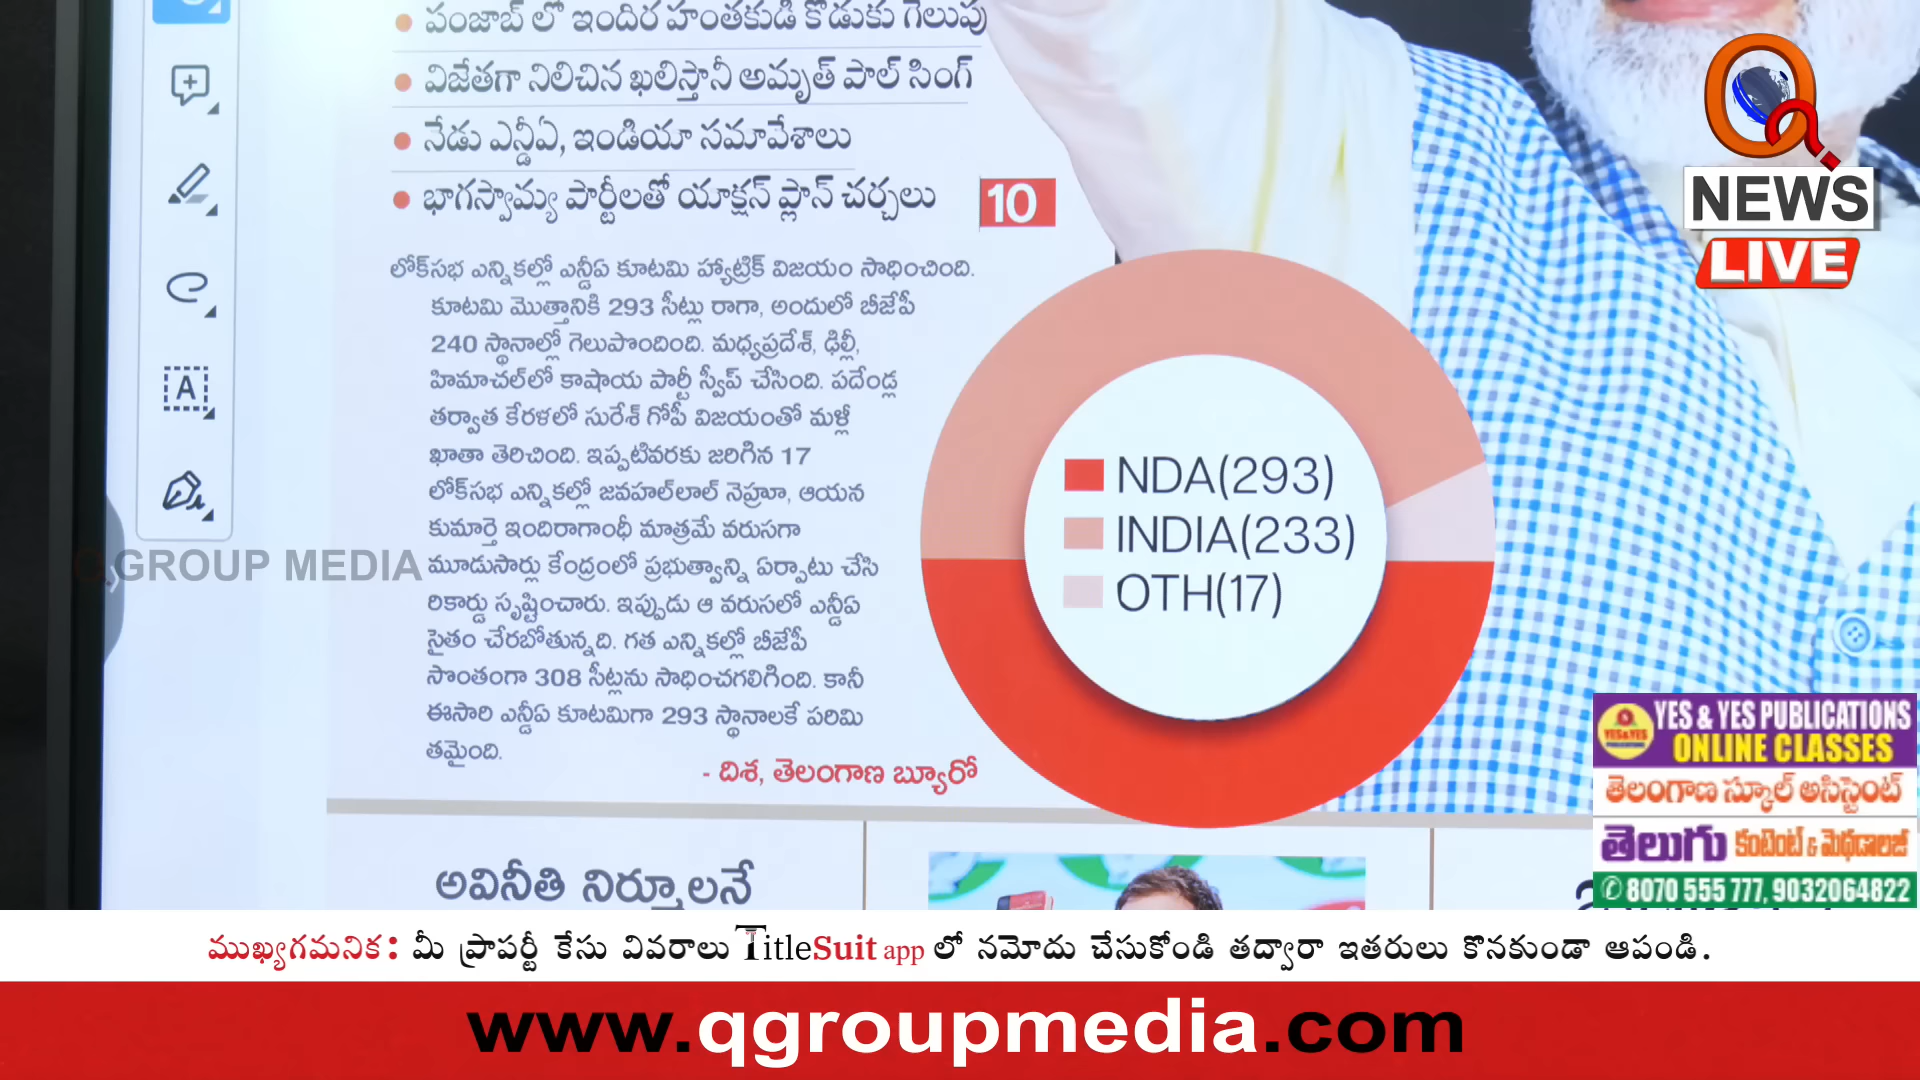 పంజాబ్ లో ఇందిర హంతకుడి కొడుకు గెలుపు
విజేతగా నిలిచిన ఖలిస్తానీ అమృత్ పాల్ సింగ్
నేడు ఎన్డీఏ, ఇండియా సమావేశాలు
భాగస్వామ్య పార్టీలతో యాక్షన్ ప్లాన్ చర్చలు
10
లోక్‌సభ ఎన్నికల్లో ఎన్డీఏ కూటమి హ్యాట్రిక్ విజయం సాధించింది.
కూటమి మొత్తానికి 293 సీట్లు రాగా, అందులో బీజేపీ
240 స్థానాల్లో గెలుపొందింది. మధ్యప్రదేశ్, ఢిల్లీ,
హిమాచల్‌లో కాషాయ పార్టీ స్వీప్ చేసింది. పదేండ్ల
తర్వాత కేరళలో సురేశ్ గోపీ విజయంతో మళ్లీ
ఖాతా తెరిచింది. ఇప్పటివరకు జరిగిన 17
లోక్‌సభ ఎన్నికల్లో జవహల్‌లాల్ నెహ్రూ, ఆయన
కుమార్తె ఇందిరాగాంధీ మాత్రమే వరుసగా
మూడుసార్లు కేంద్రంలో ప్రభుత్వాన్ని ఏర్పాటు చేసి
రికార్డు సృష్టించారు. ఇప్పుడు ఆ వరుసలో ఎన్డీఏ
సైతం చేరబోతున్నది. గత ఎన్నికల్లో బీజేపీ
సొంతంగా 308 సీట్లను సాధించగలిగింది. కానీ
ఈసారి ఎన్డీఏ కూటమిగా 293 స్థానాలకే పరిమి
తమైంది.
- దిశ, తెలంగాణ బ్యూరో
NDA(293)
INDIA(233)
OTH(17)
అవినీతి నిర్మూలనే
Q GROUP MEDIA
Q
NEWS
LIVE
YES & YES PUBLICATIONS
ONLINE CLASSES
తెలంగాణ స్కూల్ అసిస్టెంట్
తెలుగు కంటెంట్ & మెథడాలజీ
8070 555 777, 9032064822
ముఖ్యగమనిక: మీ ప్రాపర్టీ కేసు వివరాలు TitleSuit app లో నమోదు చేసుకోండి తద్వారా ఇతరులు కొనకుండా ఆపండి.
www.qgroupmedia.com